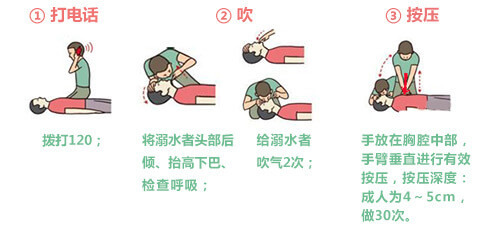 ① 打电话
② 吹
③ 按压
拨打120；
将溺水者头部后
倾、抬高下巴、
检查呼吸；
给溺水者
吹气2次；
手放在胸腔中部，
手臂垂直进行有效
按压，按压深度：
成人为4～5cm，
做30次。